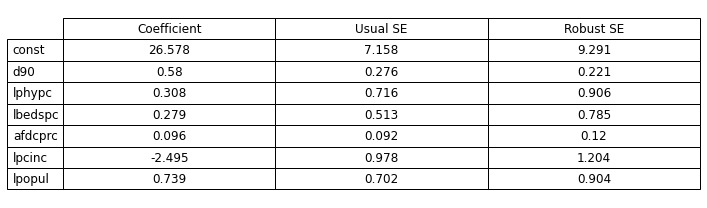 Coefficient Usual SE Robust SE
const 26.578 7.158 9.291
d90 0.58 0.276 0.221
lphypc 0.308 0.716 0.906
lbedspc 0.279 0.513 0.785
afdcprc 0.096 0.092 0.12
lpcinc -2.495 0.978 1.204
lpopul 0.739 0.702 0.904